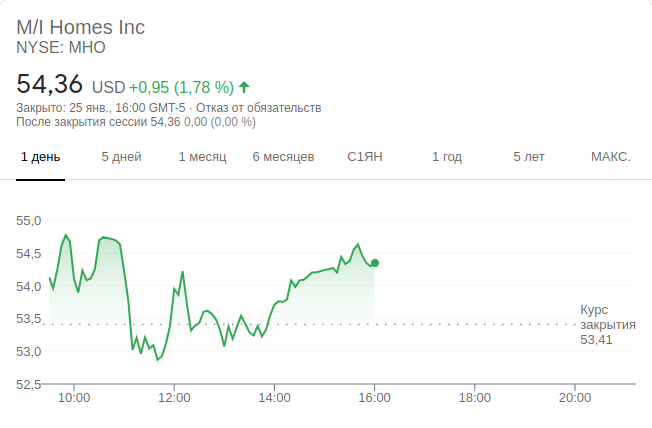 M/I Homes Inc
NYSE: MHO
54,36 USD +0,95 (1,78 %)
Закрыто: 25 янв., 16:00 GMT-5 · Отказ от обязательств
После закрытия сессии 54,36 0,00 (0,00 %)
1 день 5 дней 1 месяц 6 месяцев С1ЯН 1 год 5 лет МАКС.
55,0
54,5
54,0
53,5
53,0
52,5
Курс
закрытия
53,41
10:00 12:00 14:00 16:00 18:00 20:00